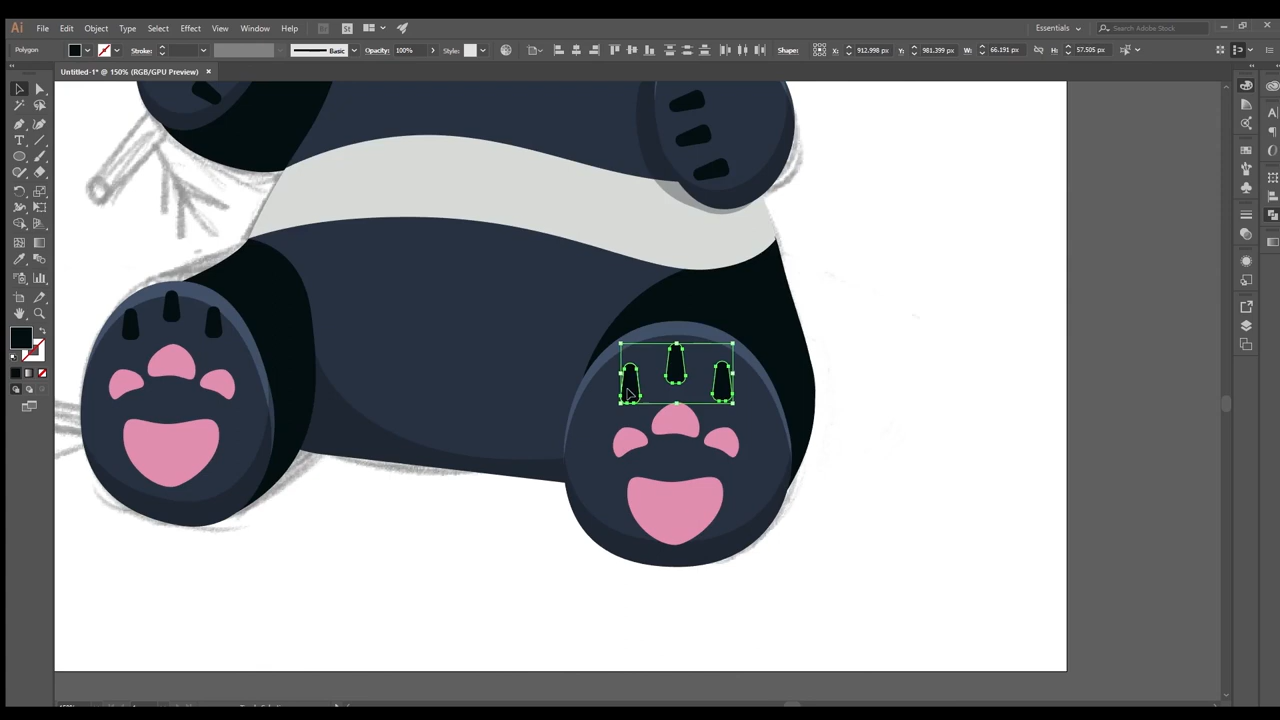 Ai File Edit Object Type Select Effect View Window Help Br St Essentials Search Adobe Stock
Polygon Stroke: Basic Opacity: 100% Style: Shape: X: 912.998 px Y: 981.399 px W: 66.191 px H: 57.505 px
Untitled-1* @ 150% (RGB/GPU Preview) ×